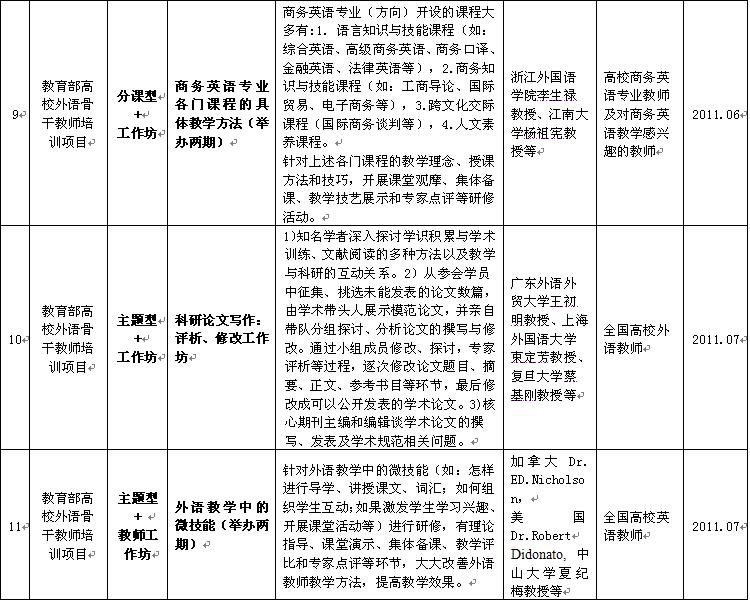 9
教育部高
校外语骨
干教师培
训项目
分课型
+
工作坊
商务英语专业
各门课程的具
体教学方法（举
办两期）
商务英语专业（方向）开设的课程大
多有:1. 语言知识与技能课程（如:
综合英语、高级商务英语、商务口译、
金融英语、法律英语等），2.商务知
识与技能课程（如：工商导论、国际
贸易、电子商务等），3.跨文化交际
课程（国际商务谈判等），4.人文素
养课程。
针对上述各门课程的教学理念、授课
方法和技巧，开展课堂观摩、集体备
课、教学技艺展示和专家点评等研修
活动。
浙江外国语
学院李生禄
教授、江南大
学杨祖宪教
授等
高校商务英
语专业教师
及对商务英
语教学感兴
趣的教师
2011.06
10
教育部高
校外语骨
干教师培
训项目
主题型
+
工作坊
科研论文写作：
评析、修改工作
坊
1)知名学者深入探讨学识积累与学术
训练、文献阅读的多种方法以及教学
与科研的互动关系。2）从参会学员
中征集、挑选未能发表的论文数篇，
由学术带头人展示模范论文，并亲自
带队分组探讨、分析论文的撰写与修
改。通过小组成员修改、探讨，专家
评析等过程，逐次修改论文题目、摘
要、正文、参考书目等环节，最后修
改成可以公开发表的学术论文。3)核
心期刊主编和编辑谈学术论文的撰
写、发表及学术规范相关问题。
广东外语外
贸大学王初
明教授、上海
外国语大学
束定芳教授、
复旦大学蔡
基刚教授等
全国高校外
语教师
2011.07
11
教育部高
校外语骨
干教师培
训项目
主题型
+
教师工
作坊
外语教学中的
微技能（举办两
期）
针对外语教学中的微技能（如：怎样
进行导学、讲授课文、词汇；如何组
织学生互动；如果激发学生学习兴趣、
开展课堂活动等）进行研修，有理论
指导、课堂演示、集体备课、教学评
比和专家点评等环节，大大改善外语
教师教学方法，提高教学效果。
加拿大 Dr.
ED.Nicholso
n，
美 国
Dr.Robert
Didonato, 中
山大学夏纪
梅教授等
全国高校英
语教师
2011.07